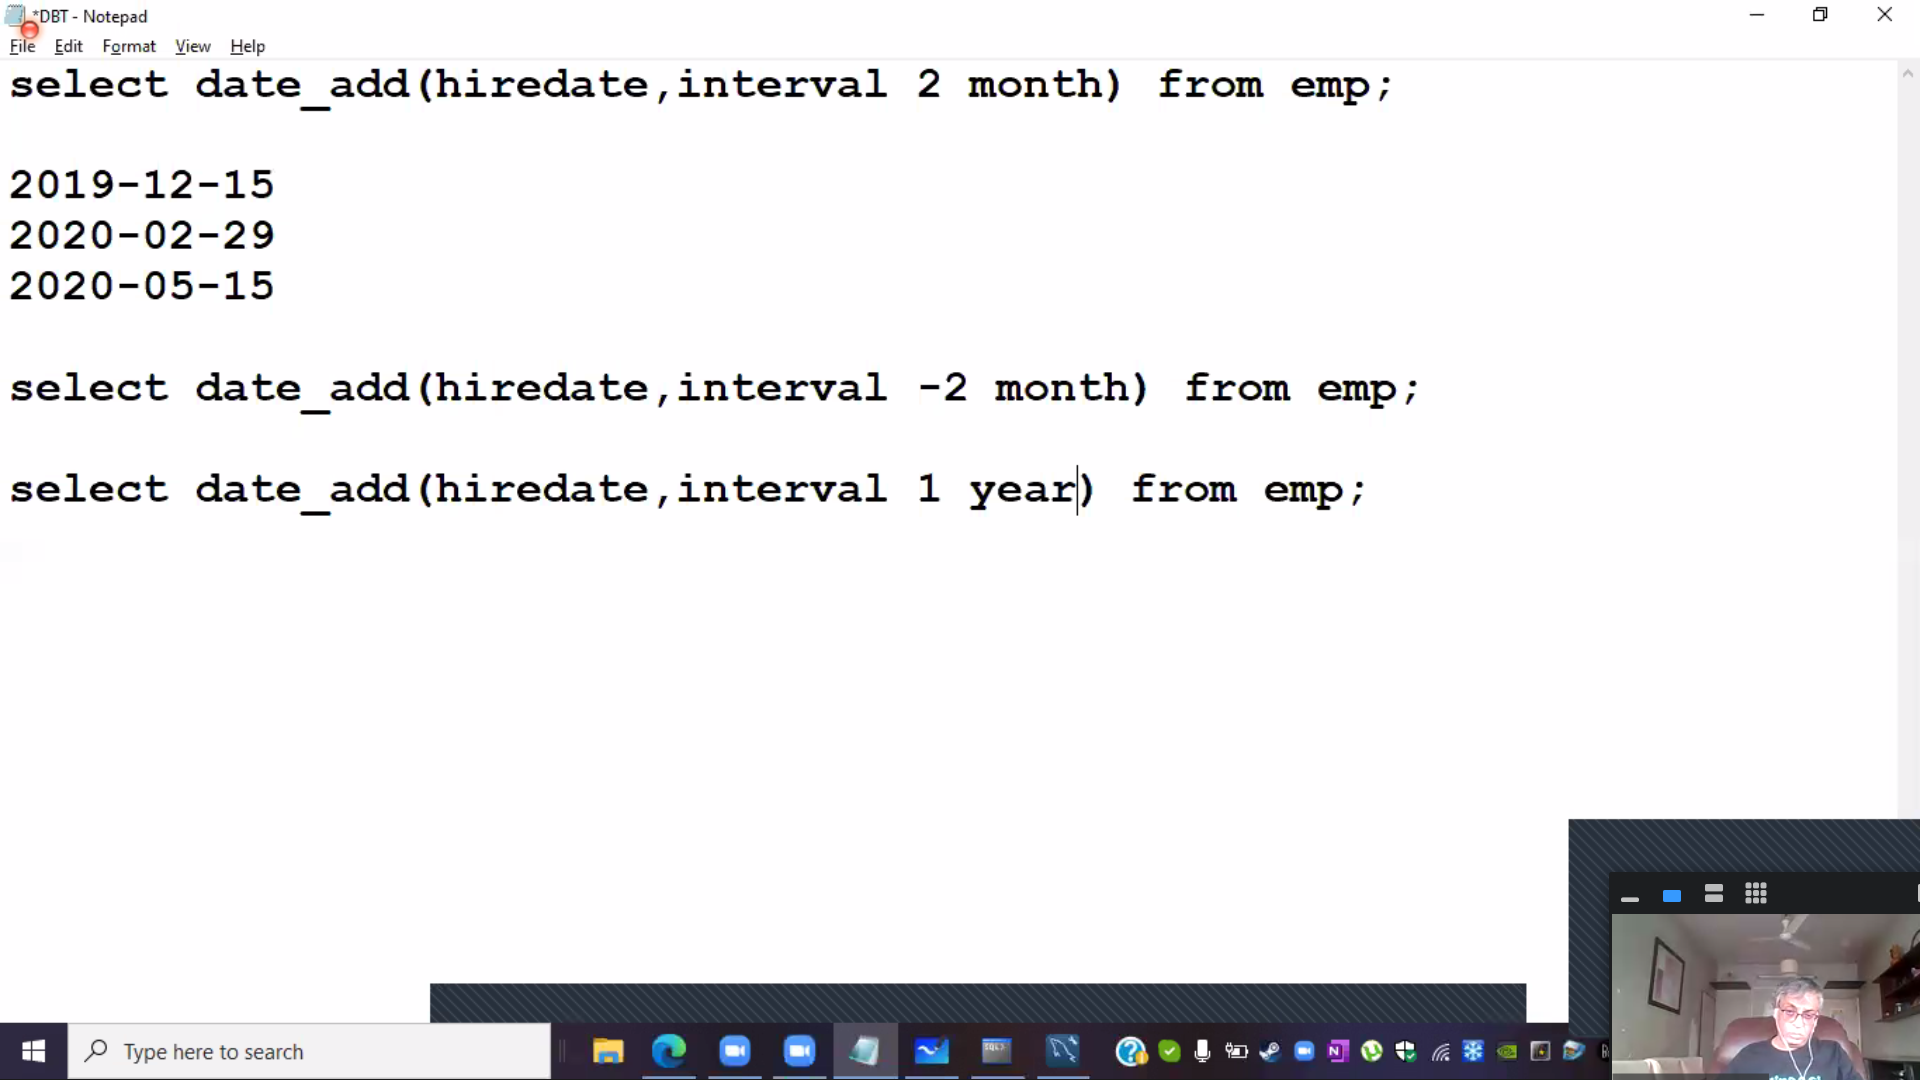 *DBT - Notepad
File Edit Format View Help
select date_add(hiredate,interval 2 month) from emp;
2019-12-15
2020-02-29
2020-05-15
select date_add(hiredate,interval -2 month) from emp;
select date_add(hiredate,interval 1 year) from emp;
Type here to search